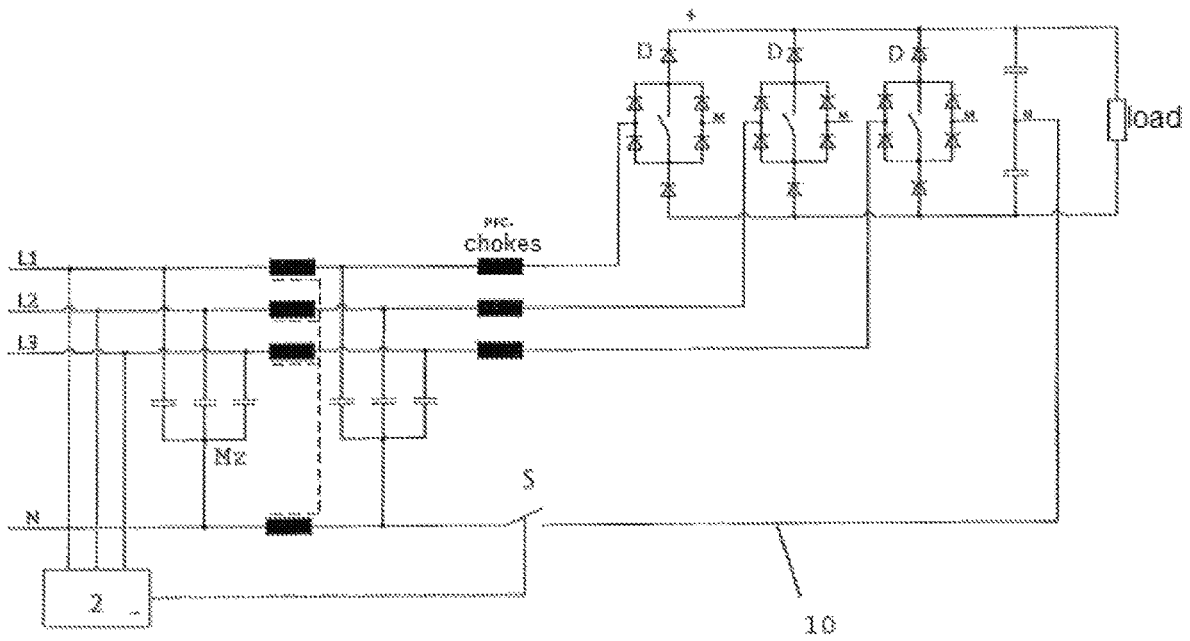 +
D D D
M M M M
load
PFC-
chokes
L1
L2
L3
Mz
S
N
2 ~
10